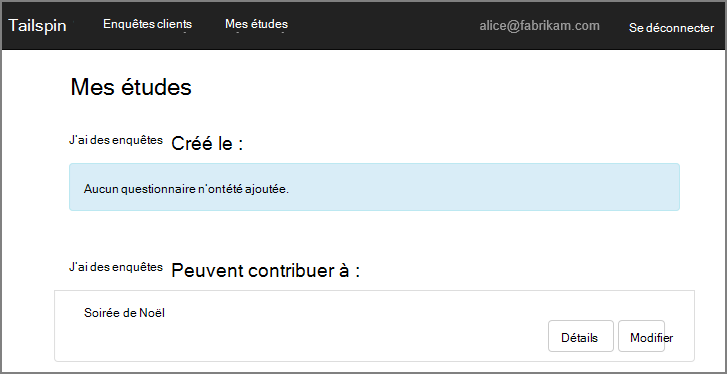 Tailspin Enquêtes clients Mes études alice@fabrikam.com Se déconnecter
Mes études
J'ai des enquêtes Créé le :
Aucun questionnaire n'ontété ajoutée.
J'ai des enquêtes Peuvent contribuer à :
Soirée de Noël
Détails Modifier